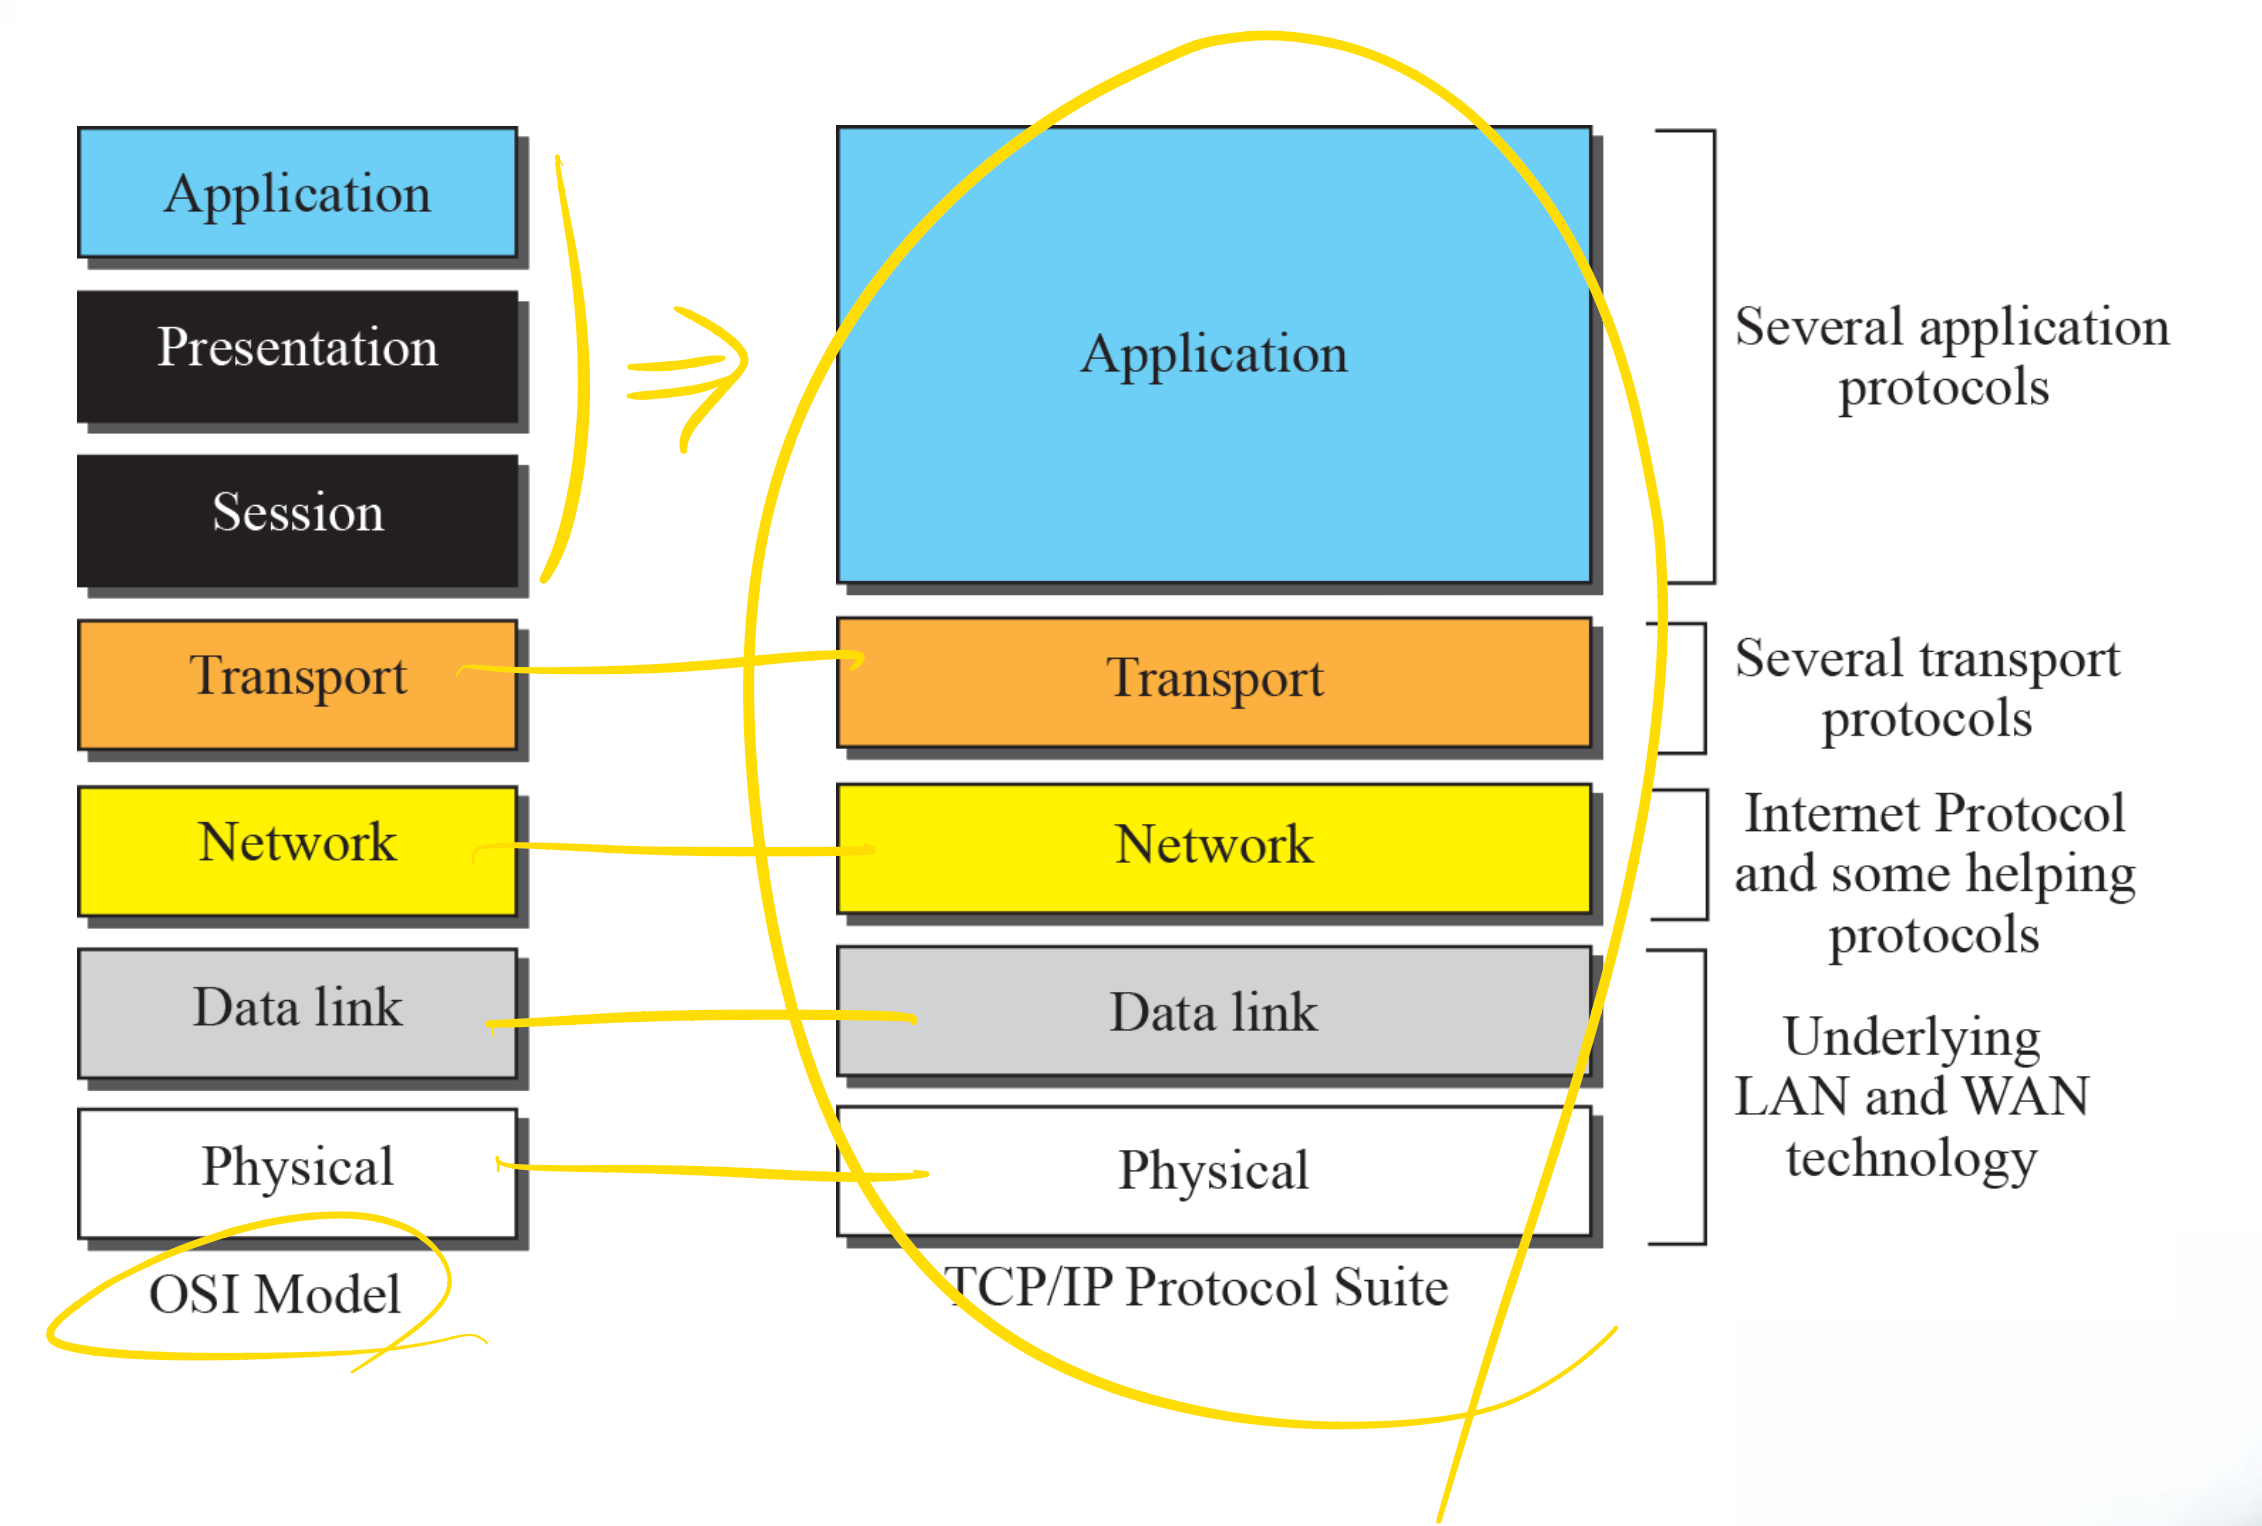 Application
Presentation
Session
Transport
Network
Data link
Physical
OSI Model
Application
Transport
Network
Data link
Physical
TCP/IP Protocol Suite
Several application
protocols
Several transport
protocols
Internet Protocol
and some helping
protocols
Underlying
LAN and WAN
technology